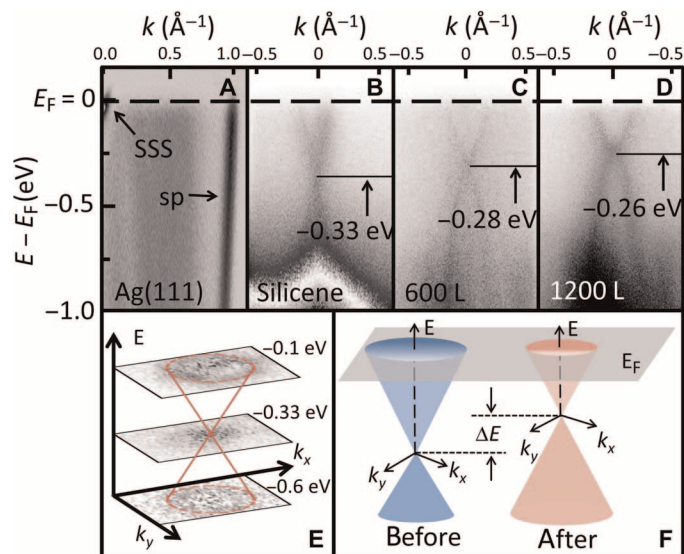 k (Å⁻¹) k (Å⁻¹) k (Å⁻¹) k (Å⁻¹)
0.0 0.5 1.0 −0.5 0 0.5 −0.5 0 0.5 0.5 0 −0.5
A B C D
E_F = 0
SSS
sp
−0.5
−0.33 eV
−0.28 eV
−0.26 eV
E − E_F (eV)
Ag(111) Silicene 600 L 1200 L
−1.0
E
−0.1 eV
−0.33 eV
k_x
−0.6 eV
k_y
E
E E
E_F
ΔE
k_y k_x k_y k_x
Before After F